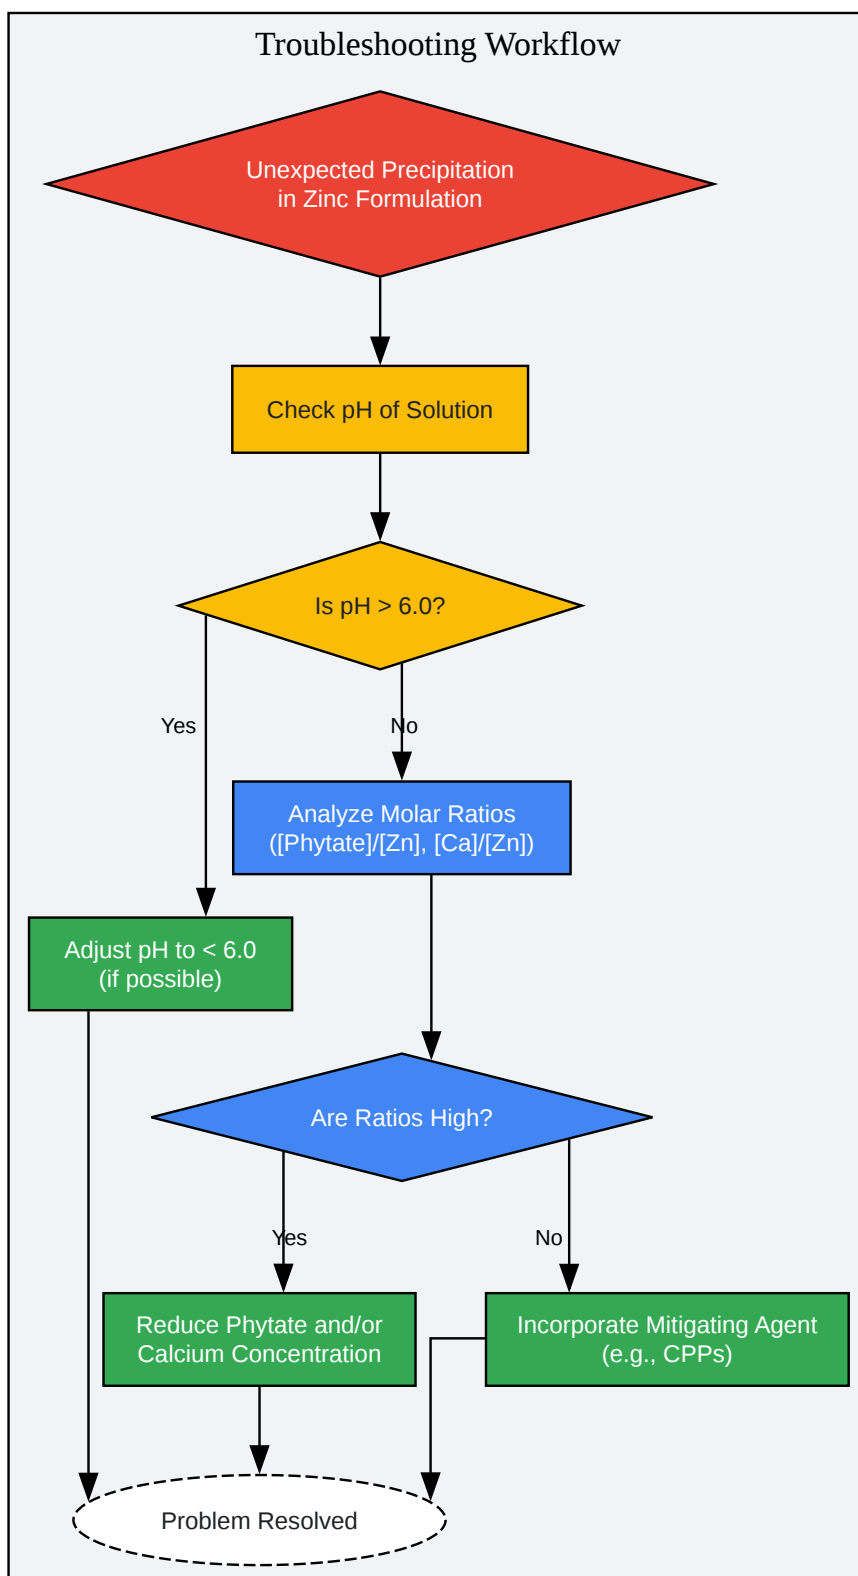 Troubleshooting Workflow
Unexpected Precipitation
in Zinc Formulation
Check pH of Solution
Is pH > 6.0?
Yes
No
Analyze Molar Ratios
([Phytate]/[Zn], [Ca]/[Zn])
Adjust pH to < 6.0
(if possible)
Are Ratios High?
Yes
No
Reduce Phytate and/or
Calcium Concentration
Incorporate Mitigating Agent
(e.g., CPPs)
Problem Resolved